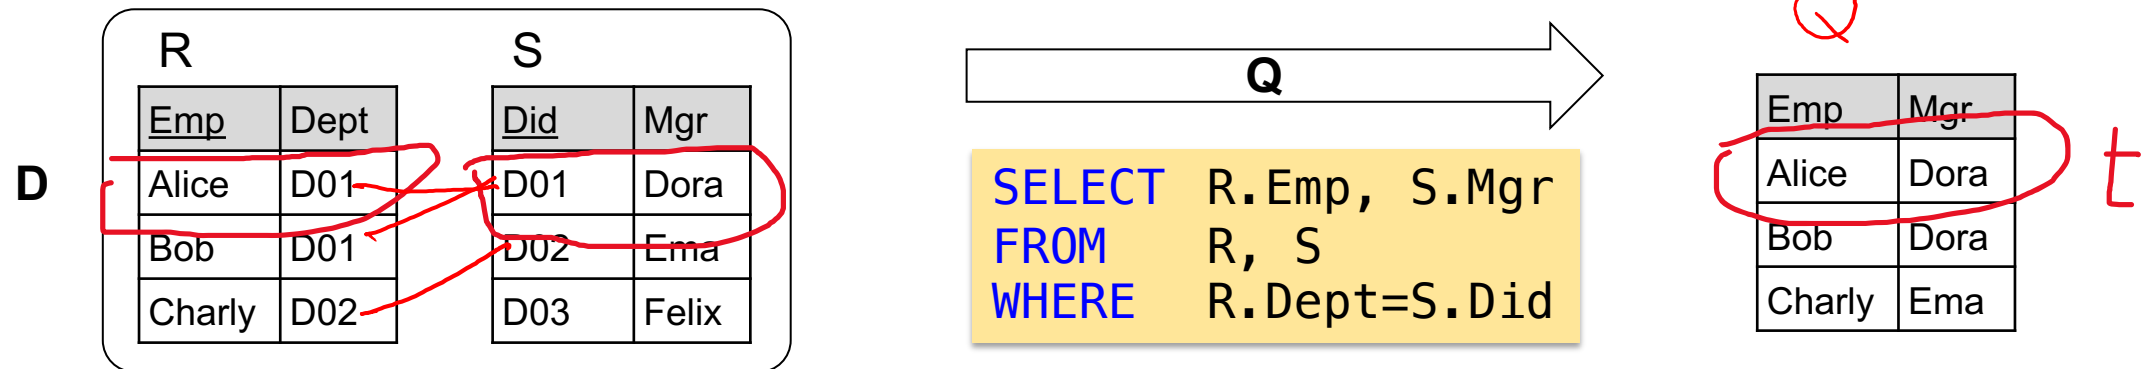 R
Emp Dept
Alice D01
Bob D01
Charly D02
S
Did Mgr
D01 Dora
D02 Ema
D03 Felix
D
Q
SELECT R.Emp, S.Mgr
FROM R, S
WHERE R.Dept=S.Did
Q
Emp Mgr
Alice Dora
Bob Dora
Charly Ema
t